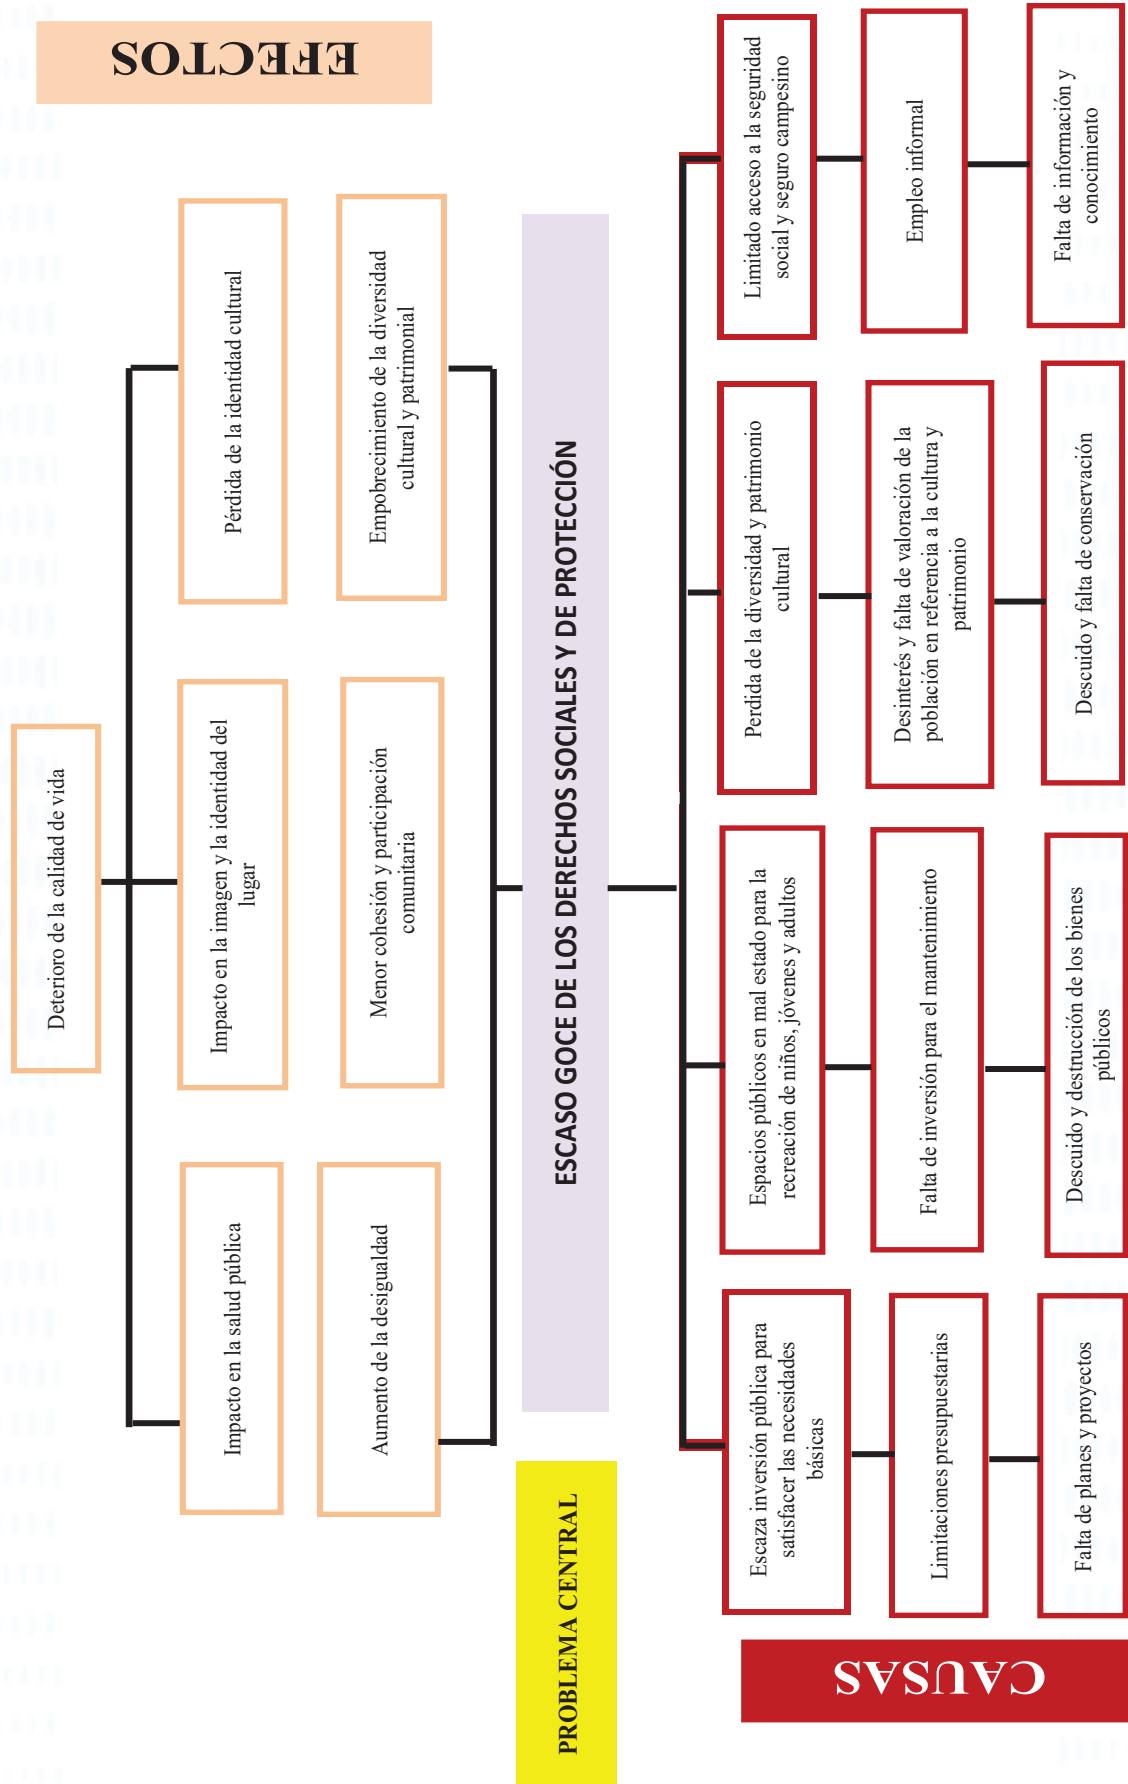 EFECTOS
Deterioro de la calidad de vida
Impacto en la salud pública
Impacto en la imagen y la identidad del
lugar
Pérdida de la identidad cultural
Aumento de la desigualdad
Menor cohesión y participación
comunitaria
Empobrecimiento de la diversidad
cultural y patrimonial
PROBLEMA CENTRAL
ESCASO GOCE DE LOS DERECHOS SOCIALES Y DE PROTECCIÓN
CAUSAS
Escaza inversión pública para
satisfacer las necesidades
básicas
Espacios públicos en mal estado para la
recreación de niños, jóvenes y adultos
Perdida de la diversidad y patrimonio
cultural
Limitado acceso a la seguridad
social y seguro campesino
Limitaciones presupuestarias
Falta de inversión para el mantenimiento
Desinterés y falta de valoración de la
población en referencia a la cultura y
patrimonio
Empleo informal
Falta de planes y proyectos
Descuido y destrucción de los bienes
públicos
Descuido y falta de conservación
Falta de información y
conocimiento